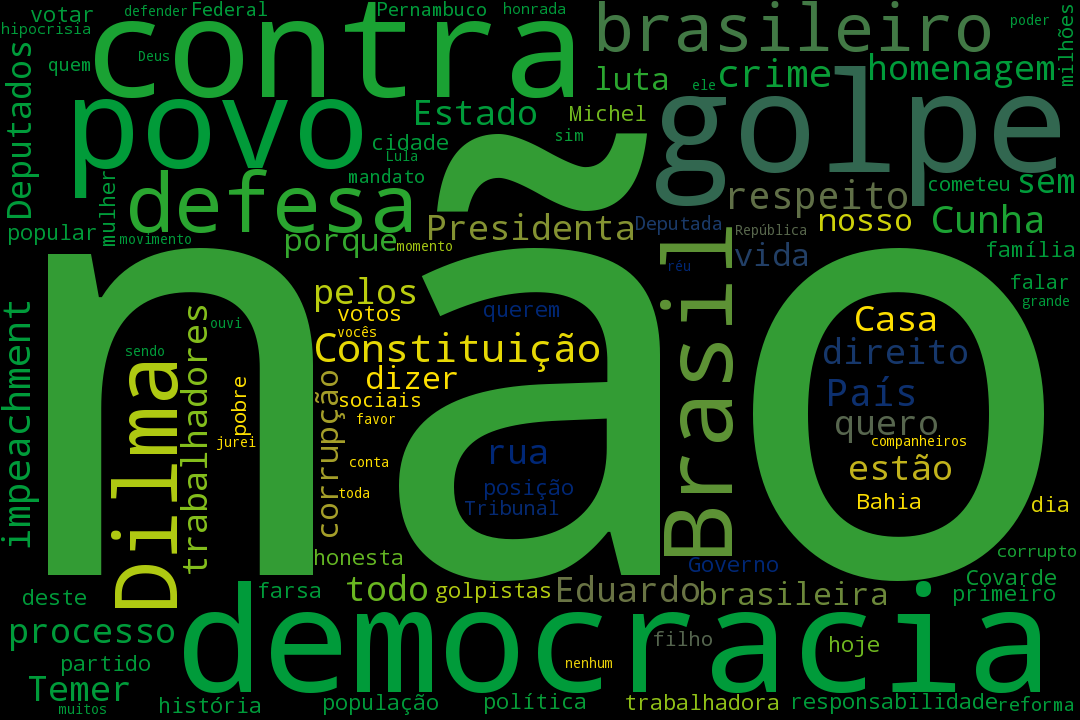 votar
defender
Federal
Pernambuco
honrada
hipocrisia
contra
brasileiro
poder
milhões
quem
Deus
Deputados
luta
ele
crime
homenagem
povo
Estado
Michel
golpe
cidade
sim
Lula
mandato
mulher
defesa
respeito
cometeu
sem
popular
movimento
porque
momento
Presidenta
Deputada
República
nosso
Cunha
Brasil
vida
família
réu
não
falar
grande
pelos
querem
votos
vocês
Casa
impeachment
ouvi
sendo
Constituição
direito
Dilma
trabalhadores
pobre
corrupção
dizer
sociais
País
favor
quero
jurei
companheiros
rua
conta
estão
toda
posição
Tribunal
Bahia
dia
honesta
Governo
corrupto
Covarde
deste
farsa
todo
golpistas
Eduardo
brasileira
primeiro
processo
democracia
filho
hoje
partido
nenhum
Temer
muitos
história
população
política
trabalhadora
responsabilidade
reforma